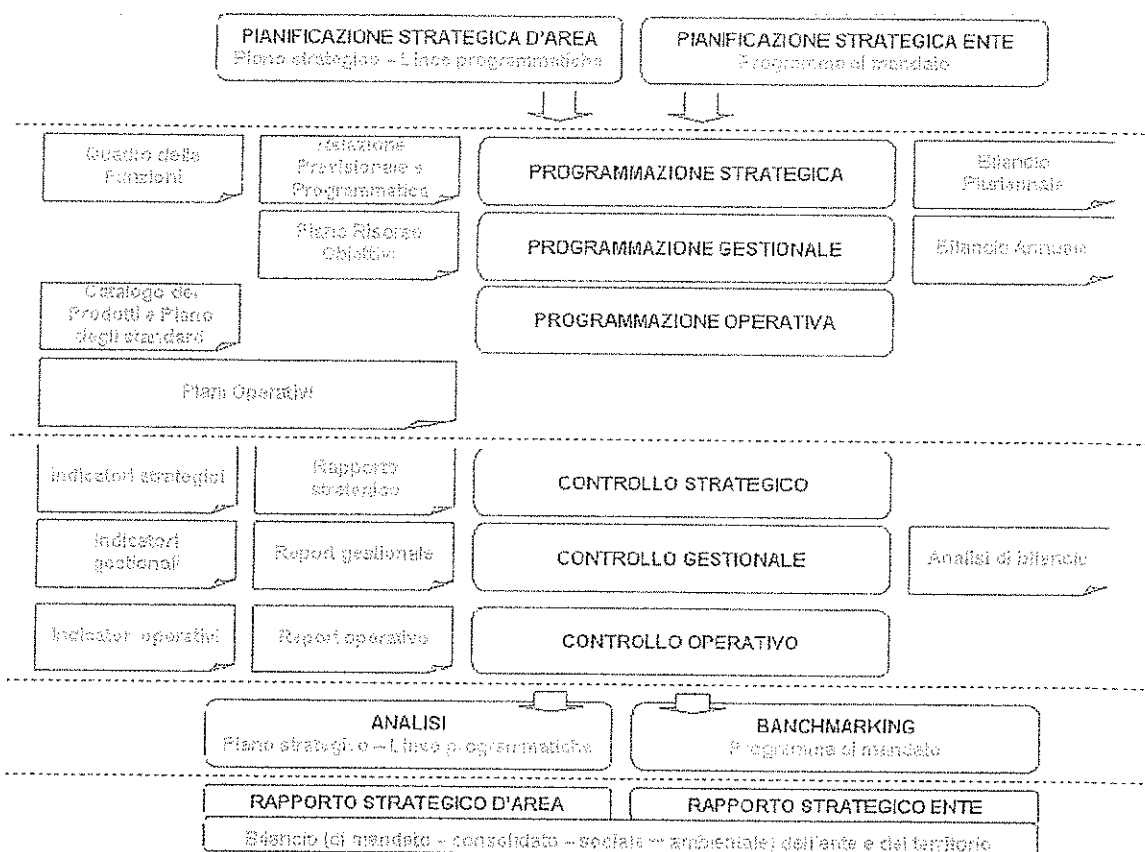 PIANIFICAZIONE STRATEGICA D'AREA
Piano strategico – Linee programmatiche
PIANIFICAZIONE STRATEGICA ENTE
Programma di mandato
Quadro delle
Funzioni
Relazione
Previsionale e
Programmatica
PROGRAMMAZIONE STRATEGICA
Bilancio
Pluriennale
Piano Risorse
Obiettivi
PROGRAMMAZIONE GESTIONALE
Bilancio Annuale
Catalogo dei
Prodotti e Piano
degli standard
PROGRAMMAZIONE OPERATIVA
Piani Operativi
Indicatori strategici
Rapporto
strategico
CONTROLLO STRATEGICO
Indicatori
gestionali
Report gestionale
CONTROLLO GESTIONALE
Analisi di bilancio
Indicatori operativi
Report operativo
CONTROLLO OPERATIVO
ANALISI
Piano strategico – Linee programmatiche
BANCHMARKING
Programma di mandato
RAPPORTO STRATEGICO D'AREA
RAPPORTO STRATEGICO ENTE
Bilancio (di mandato – consolidato – sociale – ambientale) dell'ente e del territorio